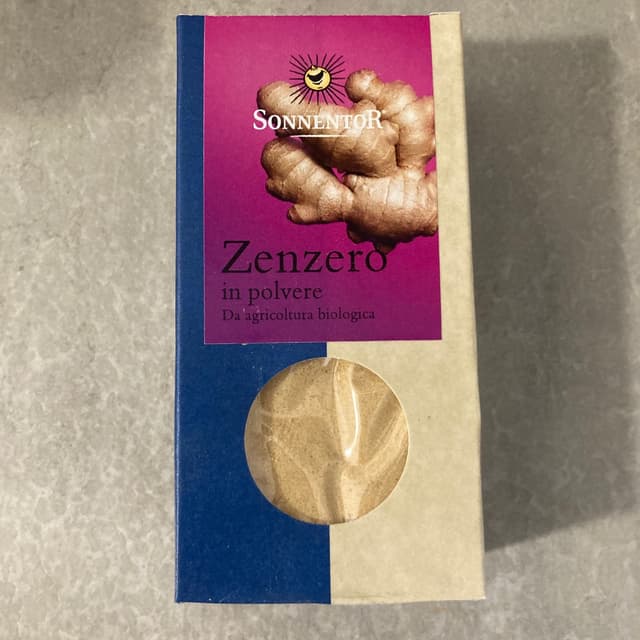 SONNENTOR
Zenzero
in polvere
Da agricoltura biologica